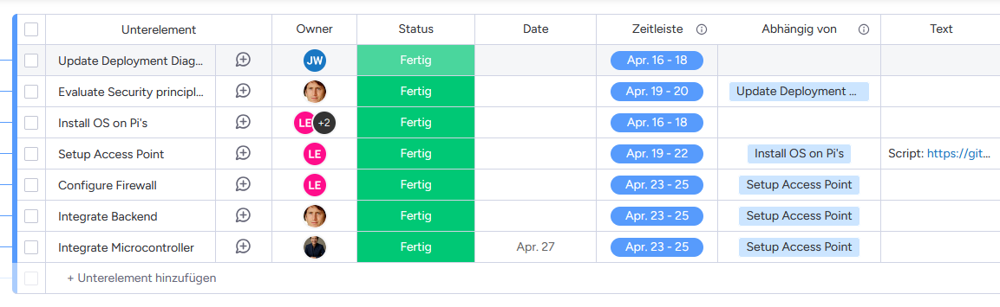 Unterelement Owner Status Date Zeitleiste Abhängig von Text
Update Deployment Diag... JW Fertig Apr. 16 - 18
Evaluate Security principl... Fertig Apr. 19 - 20 Update Deployment ...
Install OS on Pi's LE +2 Fertig Apr. 16 - 18
Setup Access Point LE Fertig Apr. 19 - 22 Install OS on Pi's Script: https://git...
Configure Firewall LE Fertig Apr. 23 - 25 Setup Access Point
Integrate Backend Fertig Apr. 23 - 25 Setup Access Point
Integrate Microcontroller Fertig Apr. 27 Apr. 23 - 25 Setup Access Point
+ Unterelement hinzufügen